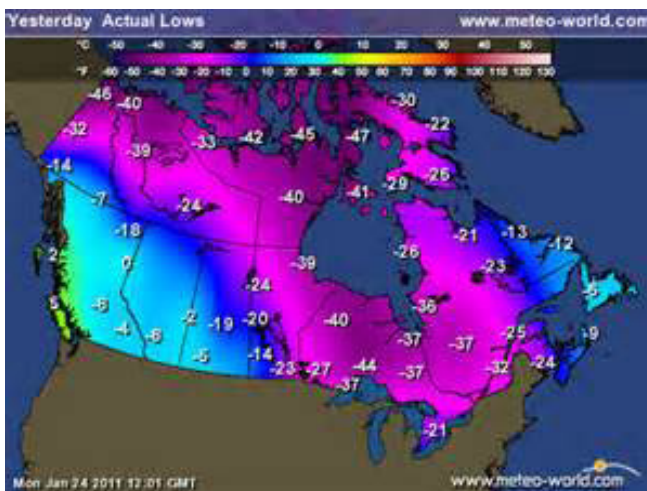 Yesterday Actual Lows www.meteo-world.com
°C -50 -40 -30 -20 -10 0 10 20 30 40 50
°F -60 -50 -40 -30 -20 -10 0 10 20 30 40 50 60 70 80 90 100 110 120 130
-46 -40 -30
-32 -39 -33 -42 -45 -47 -22
-14 -29 -26
-7 -24 -40 -41
-18 -21 -13 -12
2 0 -24 -39 -26 -23
5 -6 -2 -19 -20 -40 -36 -5
-4 -6 -37 -37 -25 -9
-5 -14 -23 -27 -44 -37 -32 -24
-37
-21
Mon Jan 24 2011 12:01 GMT www.meteo-world.com